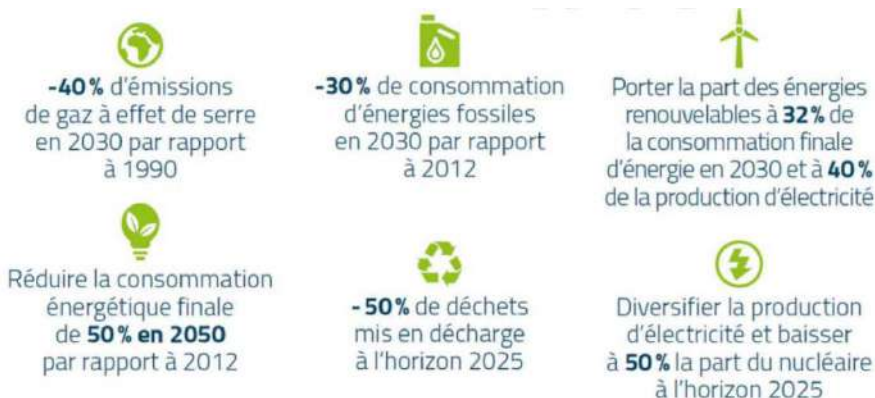 -40% d'émissions
de gaz à effet de serre
en 2030 par rapport
à 1990
-30% de consommation
d'énergies fossiles
en 2030 par rapport
à 2012
Porter la part des énergies
renouvelables à 32% de
la consommation finale
d'énergie en 2030 et à 40%
de la production d'électricité
Réduire la consommation
énergétique finale
de 50% en 2050
par rapport à 2012
- 50% de déchets
mis en décharge
à l'horizon 2025
Diversifier la production
d'électricité et baisser
à 50% la part du nucléaire
à l'horizon 2025